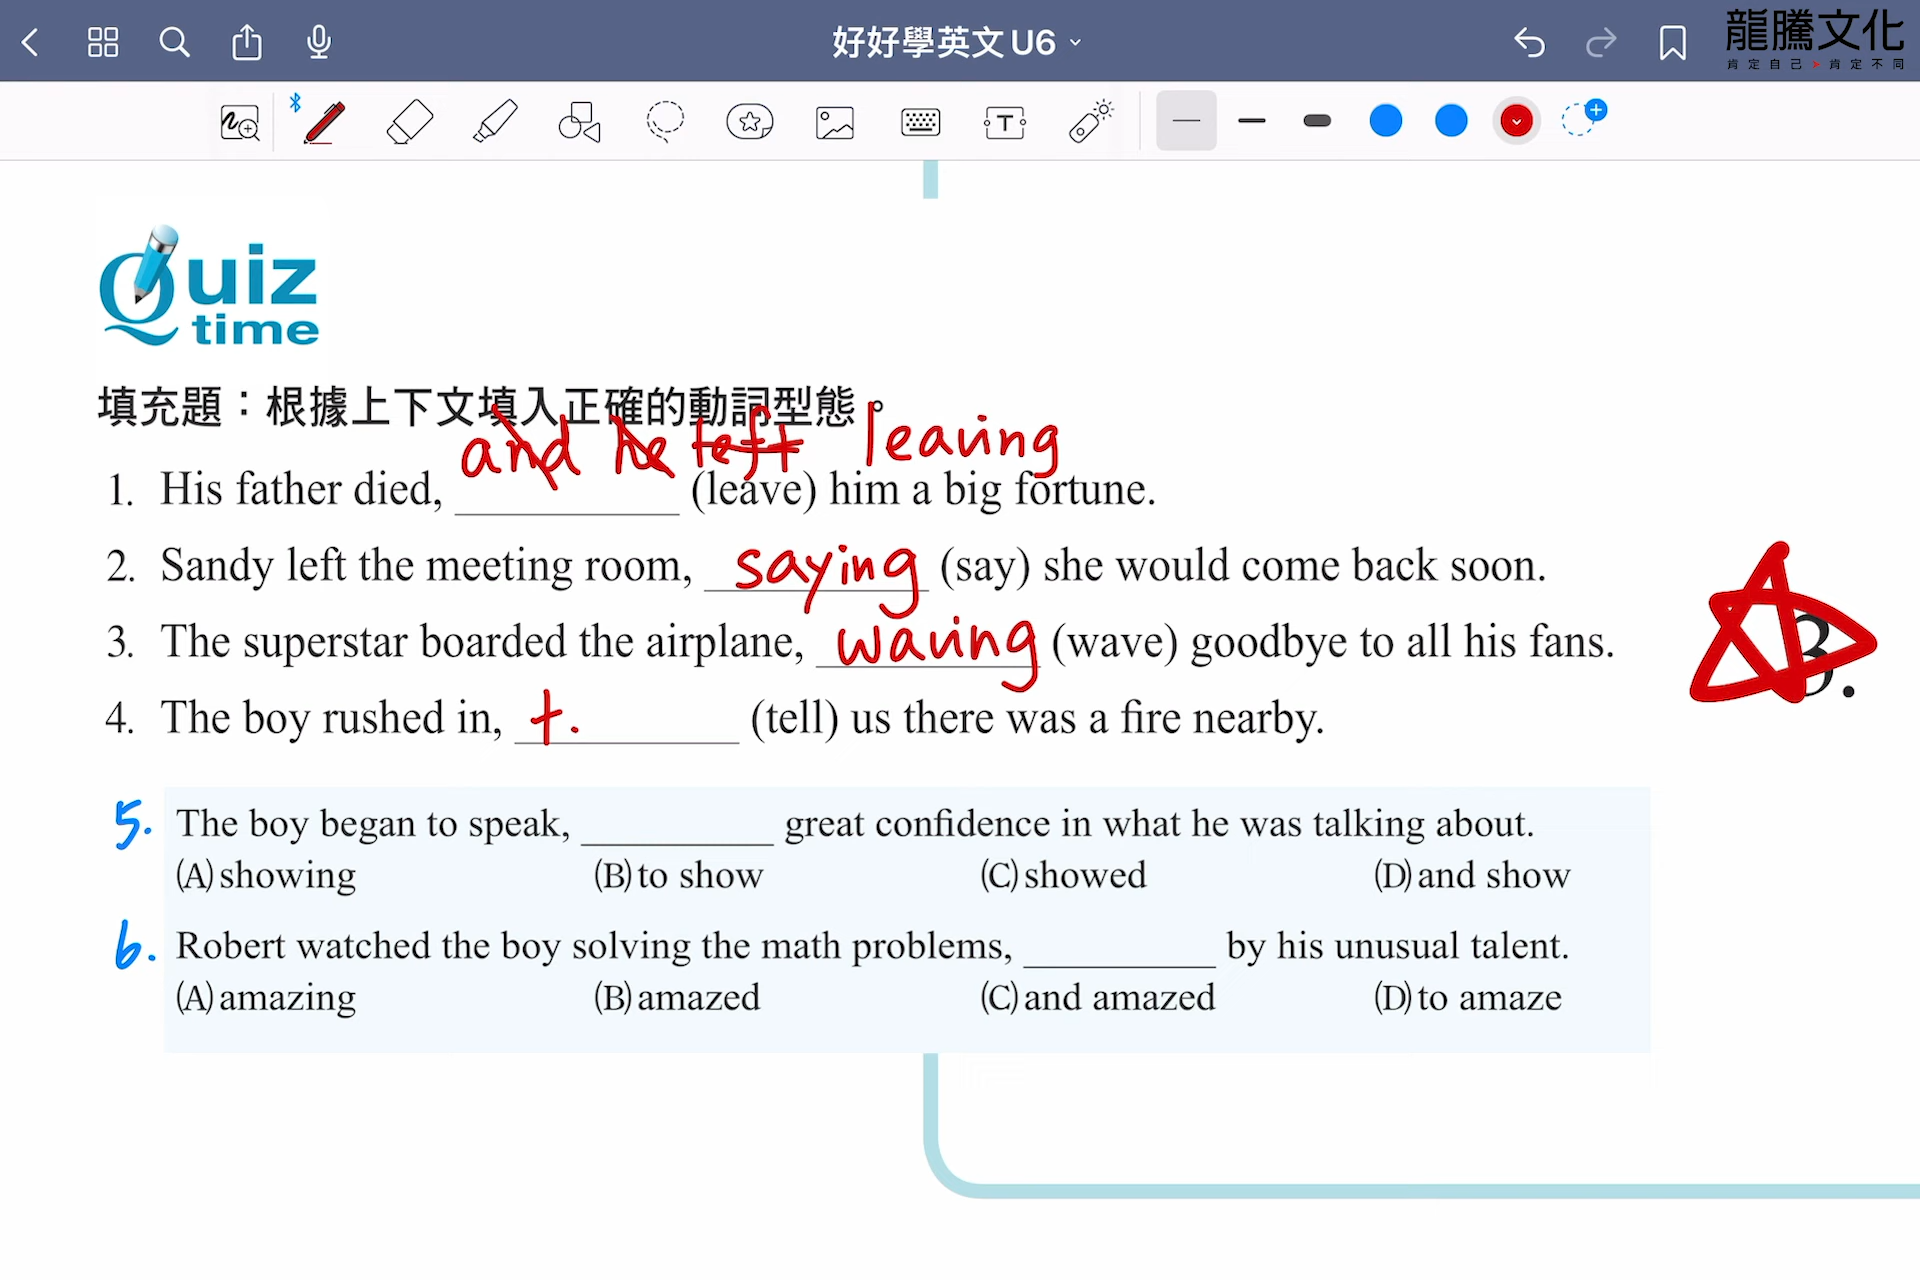 好好學英文U6
龍騰文化
肯定自己➤肯定不同
T
Quiz
time
填充題：根據上下文填入正確的動詞型態。
and he left leaving
1. His father died, ____________ (leave) him a big fortune.
2. Sandy left the meeting room, saying (say) she would come back soon.
3. The superstar boarded the airplane, waving (wave) goodbye to all his fans.
3.
4. The boy rushed in, t. (tell) us there was a fire nearby.
5. The boy began to speak, __________ great confidence in what he was talking about.
(A) showing (B) to show (C) showed (D) and show
6. Robert watched the boy solving the math problems, __________ by his unusual talent.
(A) amazing (B) amazed (C) and amazed (D) to amaze